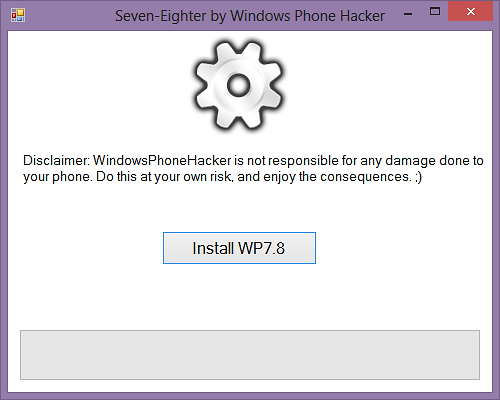 Seven-Eighter by Windows Phone Hacker
Disclaimer: WindowsPhoneHacker is not responsible for any damage done to
your phone. Do this at your own risk, and enjoy the consequences. ;)
Install WP7.8